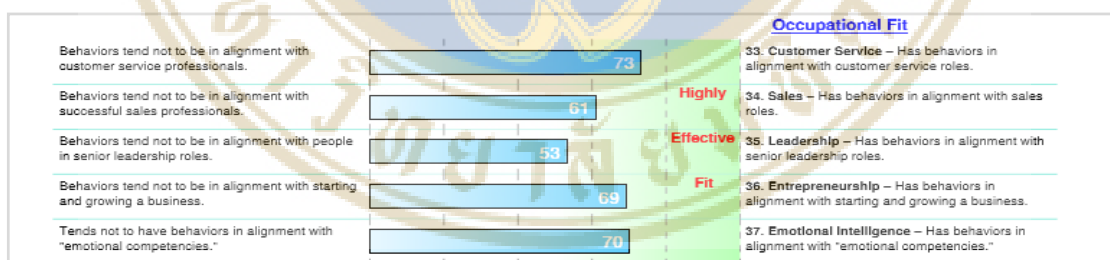 Occupational Fit
Behaviors tend not to be in alignment with
customer service professionals.
73
33. Customer Service – Has behaviors in
alignment with customer service roles.
Behaviors tend not to be in alignment with
successful sales professionals.
61
Highly
34. Sales – Has behaviors in alignment with sales
roles.
Behaviors tend not to be in alignment with people
in senior leadership roles.
53
Effective
35. Leadership – Has behaviors in alignment with
senior leadership roles.
Behaviors tend not to be in alignment with starting
and growing a business.
69
Fit
36. Entrepreneurship – Has behaviors in
alignment with starting and growing a business.
Tends not to have behaviors in alignment with
"emotional competencies."
70
37. Emotional Intelligence – Has behaviors in
alignment with "emotional competencies."